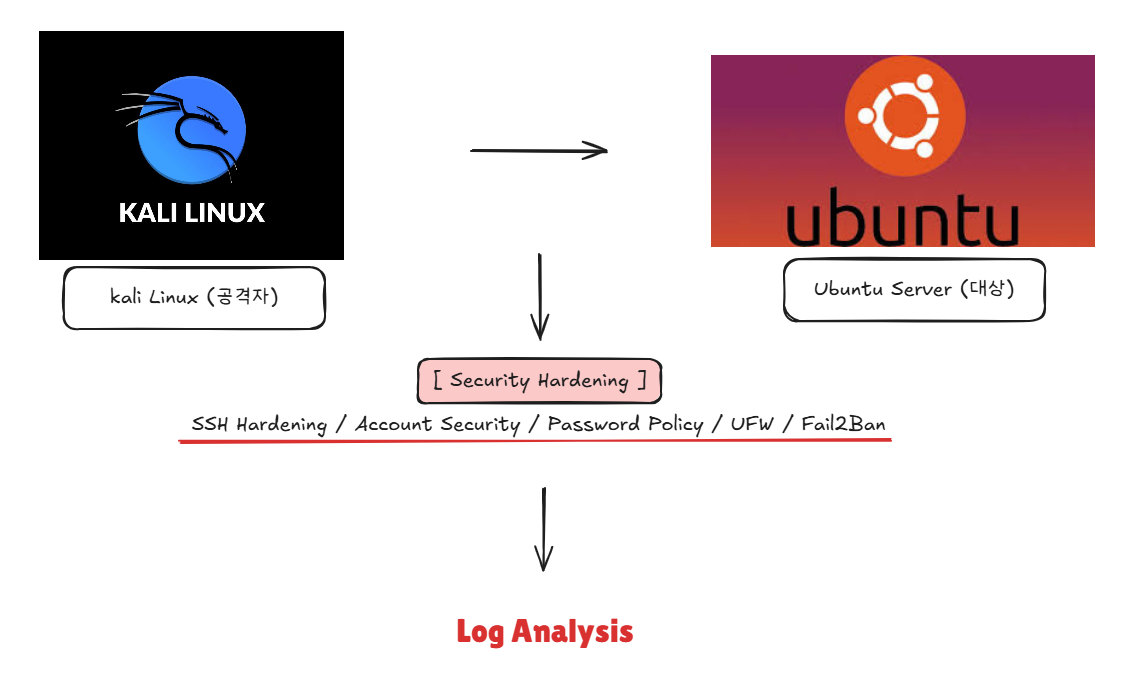 KALI LINUX
ubuntu
kali Linux (공격자)
Ubuntu Server (대상)
[ Security Hardening ]
SSH Hardening / Account Security / Password Policy / UFW / Fail2Ban
Log Analysis